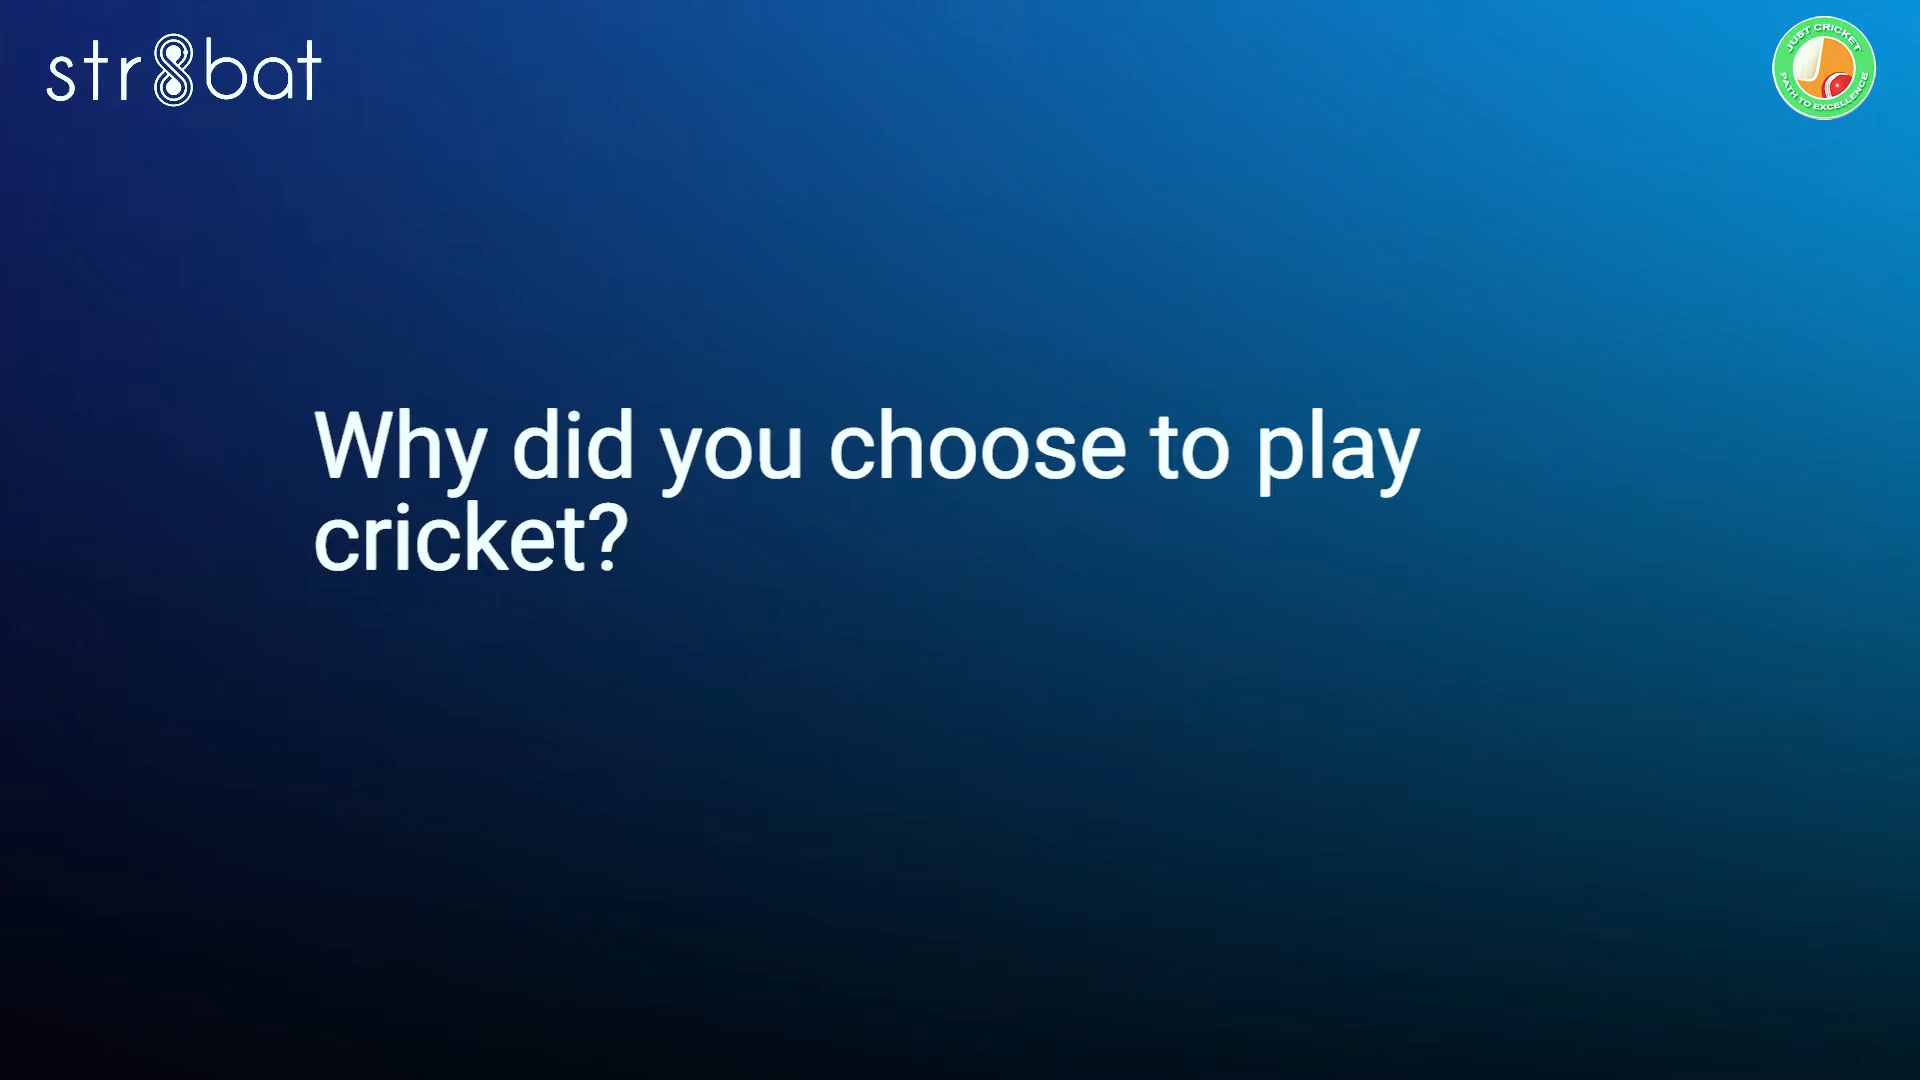 str8bat
JUST CRICKET
PATH TO EXCELLENCE
Why did you choose to play
cricket?